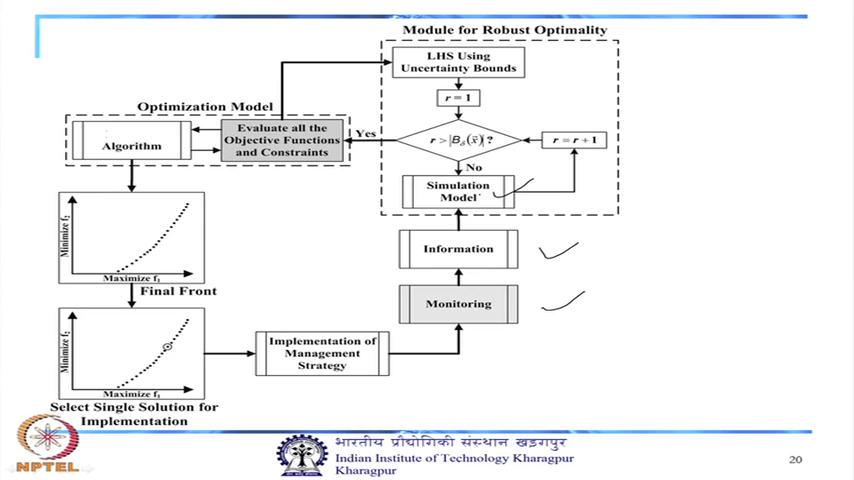 Module for Robust Optimality
LHS Using
Uncertainty Bounds
r = 1
r > |Bδ(x⃗)| ?
r = r + 1
Yes
No
Simulation
Model
Optimization Model
Algorithm
Evaluate all the
Objective Functions
and Constraints
Minimize f₂
Maximize f₁
Final Front
Minimize f₂
Maximize f₁
Select Single Solution for
Implementation
Implementation of
Management
Strategy
Information
Monitoring
NPTEL
भारतीय प्रौद्योगिकी संस्थान खड़गपुर
Indian Institute of Technology Kharagpur
Kharagpur
20